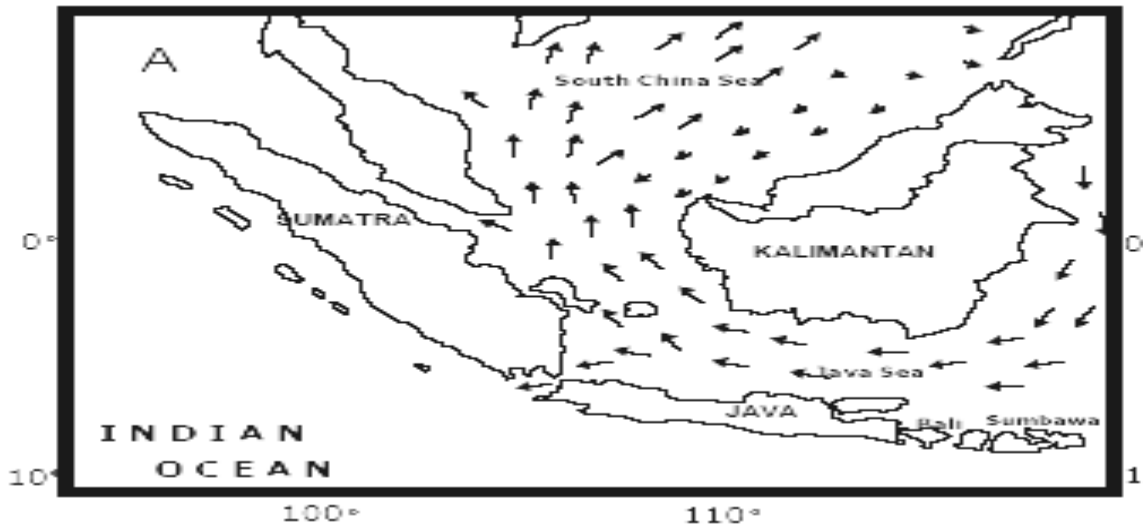 A
South China Sea
SUMATRA
0°
0
KALIMANTAN
Java Sea
JAVA
Bali
Sumbawa
INDIAN
OCEAN
10°
1
100°
110°